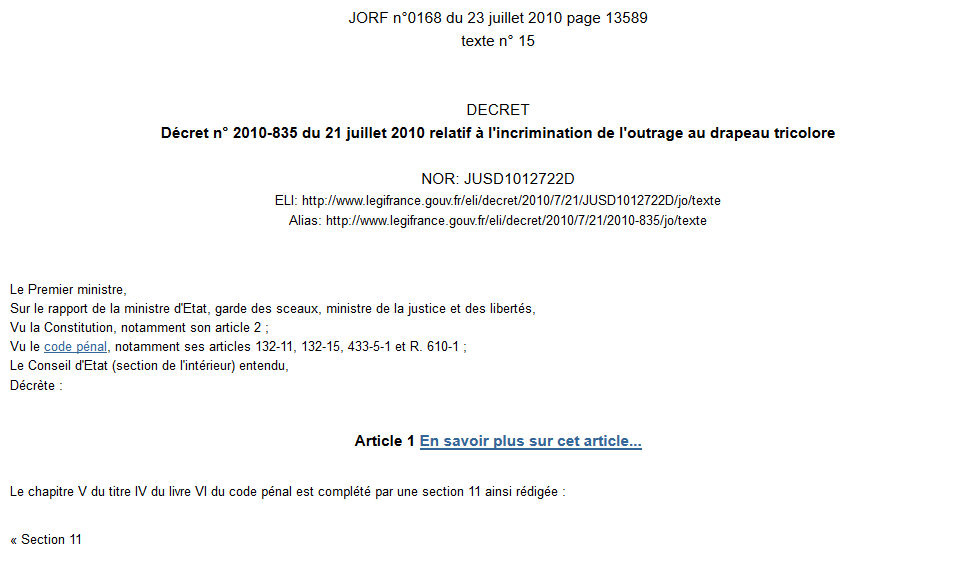 JORF n°0168 du 23 juillet 2010 page 13589
texte n° 15
DECRET
Décret n° 2010-835 du 21 juillet 2010 relatif à l'incrimination de l'outrage au drapeau tricolore
NOR: JUSD1012722D
ELI: http://www.legifrance.gouv.fr/eli/decret/2010/7/21/JUSD1012722D/jo/texte
Alias: http://www.legifrance.gouv.fr/eli/decret/2010/7/21/2010-835/jo/texte
Le Premier ministre,
Sur le rapport de la ministre d'Etat, garde des sceaux, ministre de la justice et des libertés,
Vu la Constitution, notamment son article 2 ;
Vu le code pénal, notamment ses articles 132-11, 132-15, 433-5-1 et R. 610-1 ;
Le Conseil d'Etat (section de l'intérieur) entendu,
Décrète :
Article 1 En savoir plus sur cet article...
Le chapitre V du titre IV du livre VI du code pénal est complété par une section 11 ainsi rédigée :
« Section 11